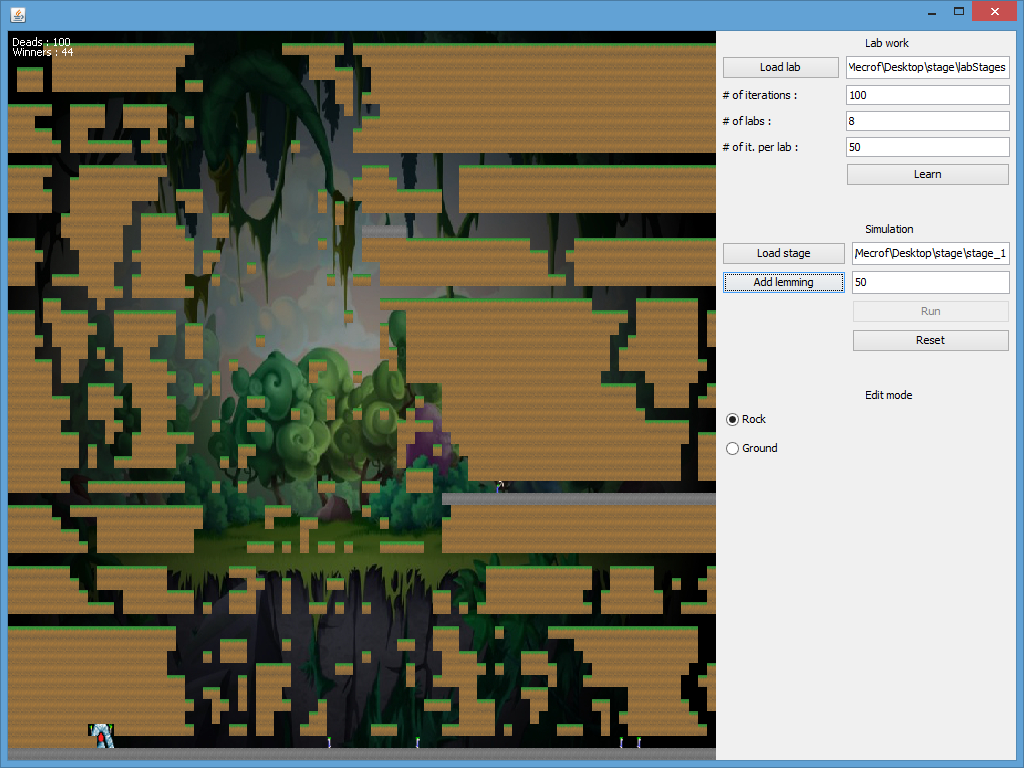 Deads : 100
Winners : 44
Lab work
Load lab
Mecrof\Desktop\stage\labStages
# of iterations :
100
# of labs :
8
# of it. per lab :
50
Learn
Simulation
Load stage
Mecrof\Desktop\stage\stage_1
Add lemming
50
Run
Reset
Edit mode
Rock
Ground